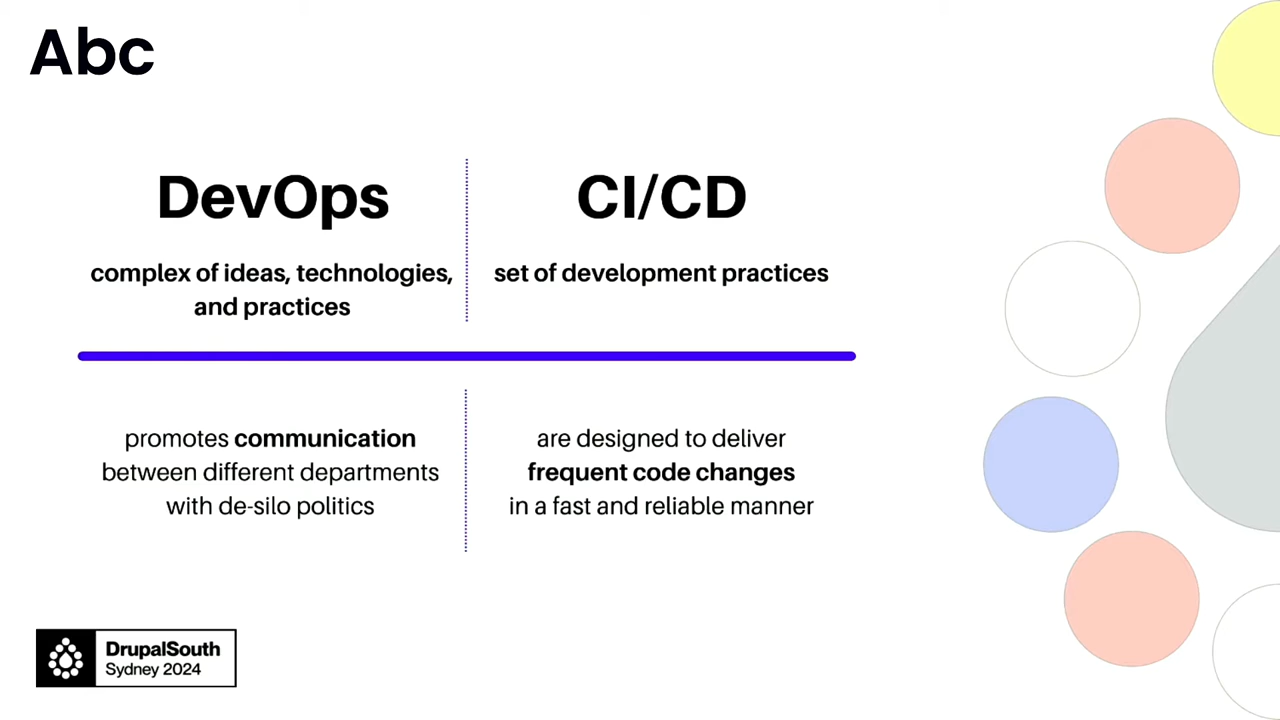 Abc
DevOps
complex of ideas, technologies,
and practices
CI/CD
set of development practices
promotes communication
between different departments
with de-silo politics
are designed to deliver
frequent code changes
in a fast and reliable manner
DrupalSouth
Sydney 2024